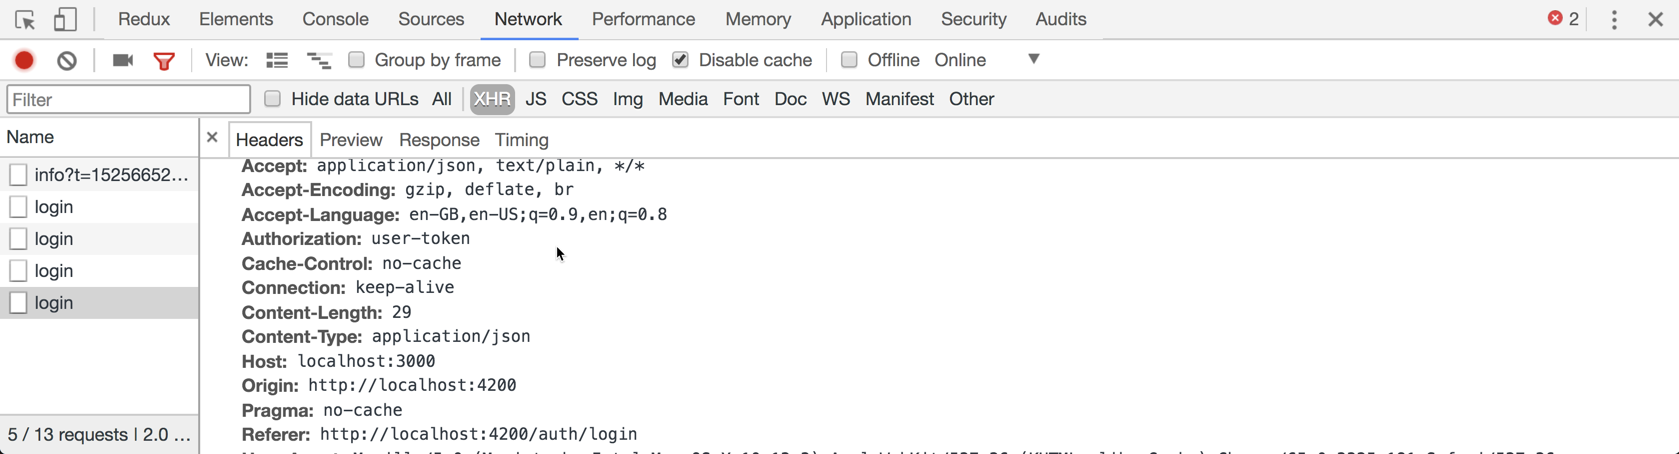 Redux Elements Console Sources Network Performance Memory Application Security Audits 2
View: Group by frame Preserve log Disable cache Offline Online
Filter Hide data URLs All XHR JS CSS Img Media Font Doc WS Manifest Other
Name
Headers Preview Response Timing
info?t=15256652...
login
login
login
login
5 / 13 requests | 2.0 ...
Accept: application/json, text/plain, */*
Accept-Encoding: gzip, deflate, br
Accept-Language: en-GB,en-US;q=0.9,en;q=0.8
Authorization: user-token
Cache-Control: no-cache
Connection: keep-alive
Content-Length: 29
Content-Type: application/json
Host: localhost:3000
Origin: http://localhost:4200
Pragma: no-cache
Referer: http://localhost:4200/auth/login